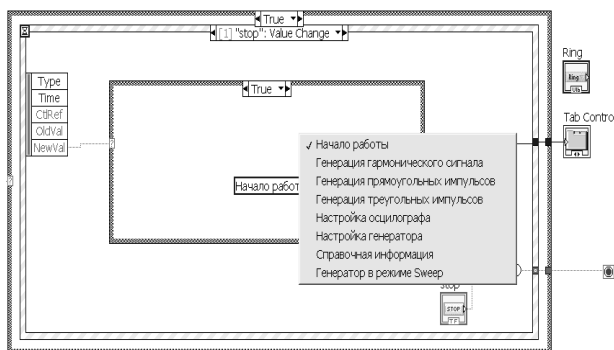 True
[1] "stop": Value Change
Ring
Ring
Type
Time
CtlRef
OldVal
NewVal
True
Tab Contro
✓ Начало работы
Генерация гармонического сигнала
Генерация прямоугольных импульсов
Генерация треугольных импульсов
Начало работ
Настройка осцилографа
Настройка генератора
Справочная информация
Генератор в режиме Sweep
stop
STOP
TF